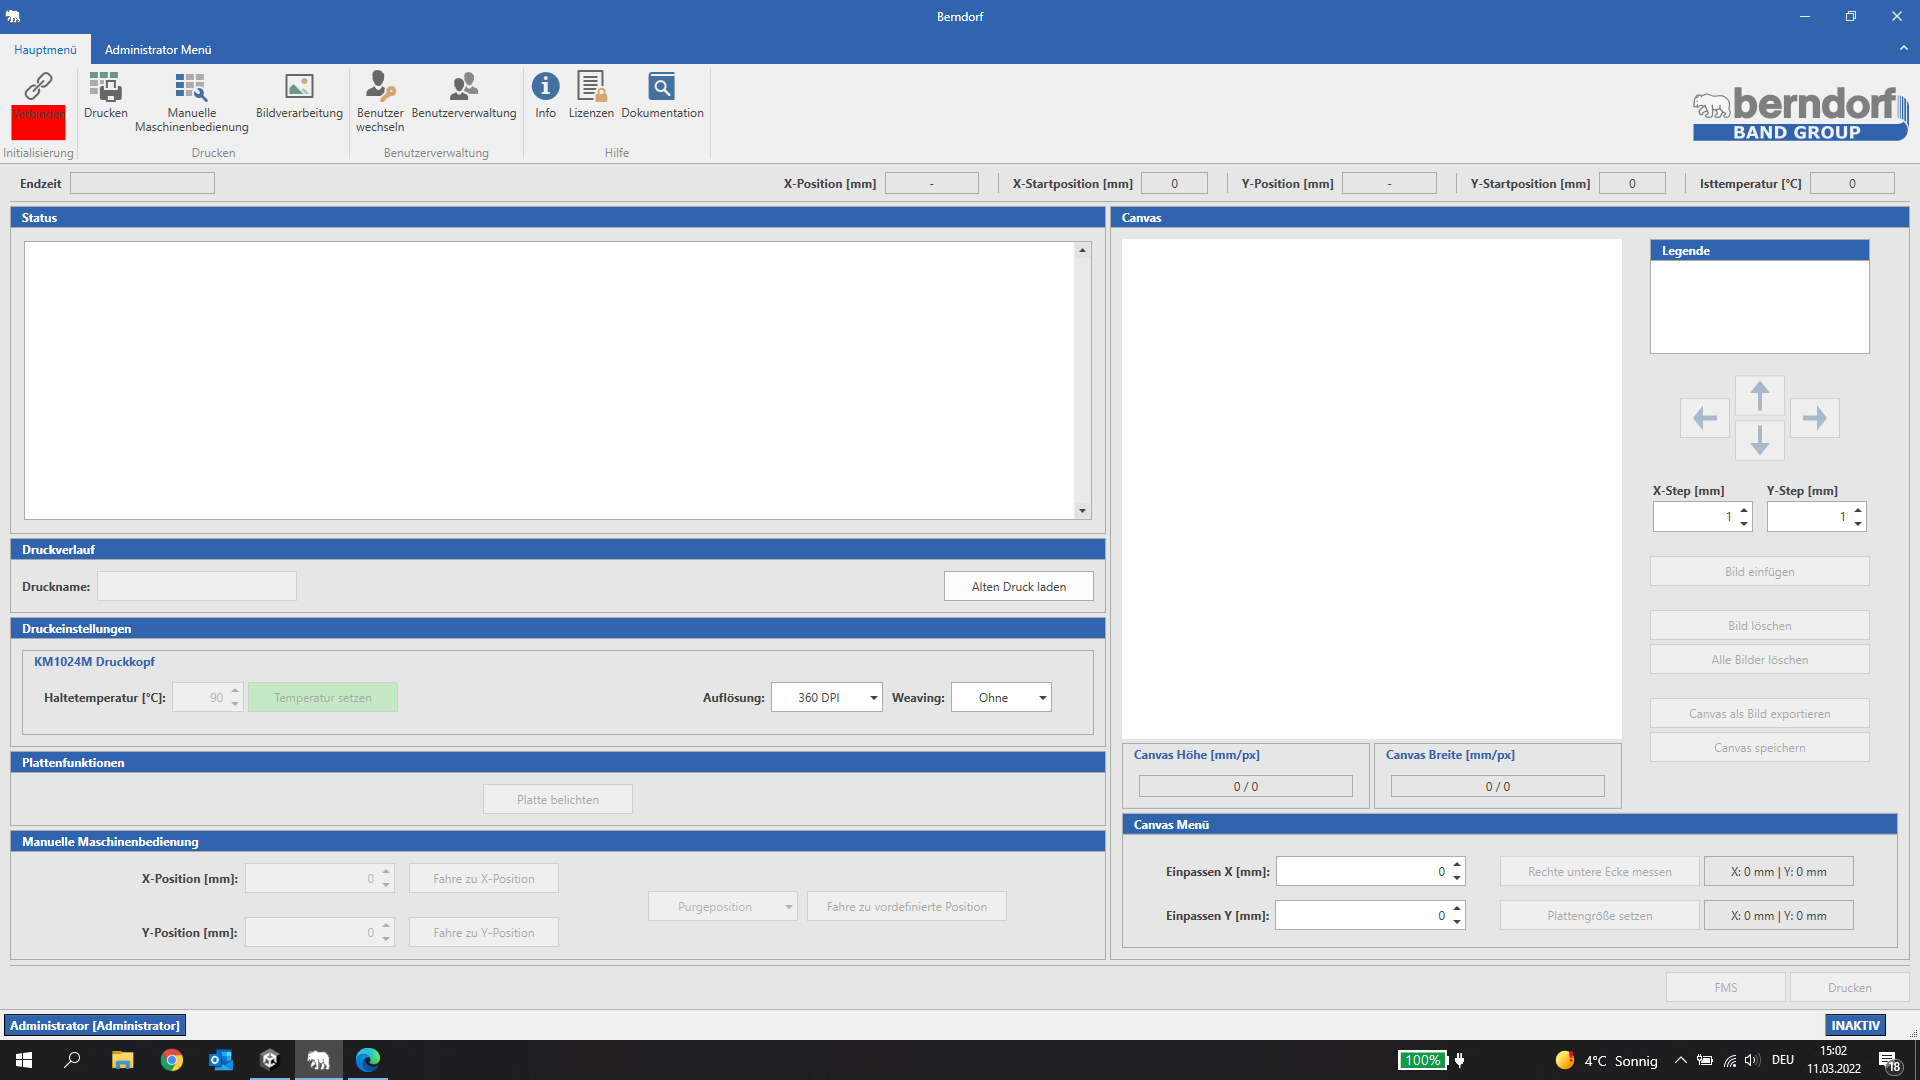 Berndorf
Hauptmenü
Administrator Menü
Verbinden
Drucken
Manuelle
Maschinenbedienung
Bildverarbeitung
Benutzer
wechseln
Benutzerverwaltung
Info
Lizenzen
Dokumentation
Initialisierung
Drucken
Benutzerverwaltung
Hilfe
berndorf
BAND GROUP
Endzeit
X-Position [mm] -
X-Startposition [mm] 0
Y-Position [mm] -
Y-Startposition [mm] 0
Isttemperatur [°C] 0
Status
Druckverlauf
Druckname:
Alten Druck laden
Druckeinstellungen
KM1024M Druckkopf
Haltetemperatur [°C]: 90
Temperatur setzen
Auflösung: 360 DPI
Weaving: Ohne
Plattenfunktionen
Platte belichten
Manuelle Maschinenbedienung
X-Position [mm]: 0
Fahre zu X-Position
Purgeposition
Fahre zu vordefinierte Position
Y-Position [mm]: 0
Fahre zu Y-Position
Canvas
Legende
X-Step [mm]
Y-Step [mm]
1
1
Bild einfügen
Bild löschen
Alle Bilder löschen
Canvas als Bild exportieren
Canvas speichern
Canvas Höhe [mm/px]
0 / 0
Canvas Breite [mm/px]
0 / 0
Canvas Menü
Einpassen X [mm]: 0
Rechte untere Ecke messen
X: 0 mm | Y: 0 mm
Einpassen Y [mm]: 0
Plattengröße setzen
X: 0 mm | Y: 0 mm
FMS
Drucken
Administrator [Administrator]
INAKTIV
100%
4°C Sonnig
DEU
15:02
11.03.2022
18